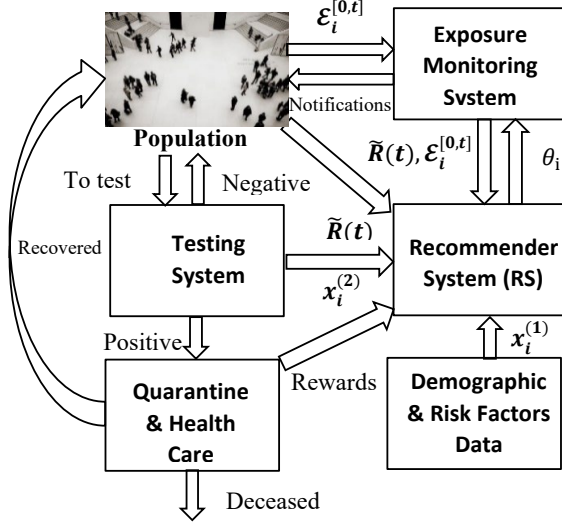 ℰ_i^{[0,t]}
Exposure
Monitoring
System
Notifications
Population
R̃(t), ℰ_i^{[0,t]}
θ_i
To test
Negative
Recovered
Testing
System
R̃(t)
x_i^{(2)}
Recommender
System (RS)
Positive
x_i^{(1)}
Quarantine
& Health
Care
Rewards
Demographic
& Risk Factors
Data
Deceased